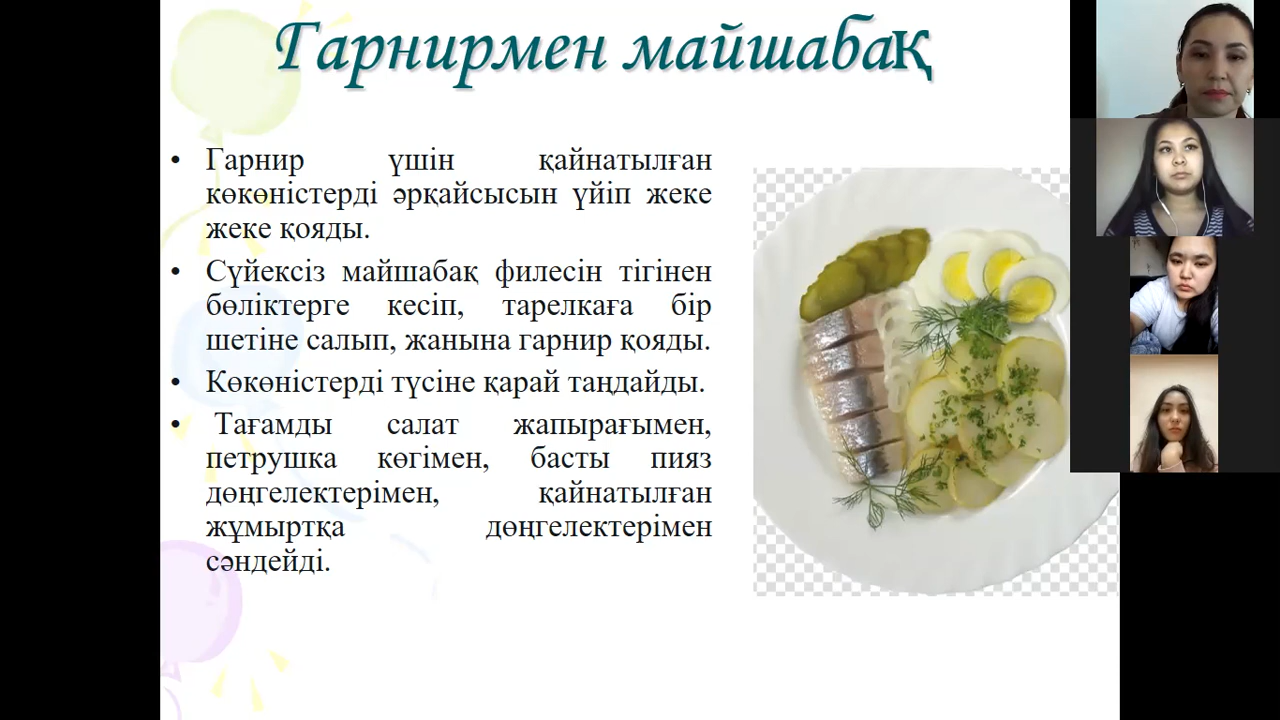 Гарнирмен майшабақ
• Гарнир үшін қайнатылған
көкөністерді әрқайсысын үйіп жеке
жеке қояды.
• Сүйексіз майшабақ филесін тігінен
бөліктерге кесіп, тарелкаға бір
шетіне салып, жанына гарнир қояды.
• Көкөністерді түсіне қарай таңдайды.
• Тағамды салат жапырағымен,
петрушка көгімен, басты пияз
дөңгелектерімен, қайнатылған
жұмыртқа дөңгелектерімен
сәндейді.